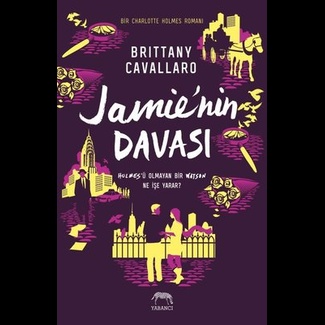 BİR CHARLOTTE HOLMES ROMANI
BRITTANY
CAVALLARO
Jamie'nin
DAVASI
HOLMES'Ü OLMAYAN BİR WATSON
NE İŞE YARAR?
YABANCI